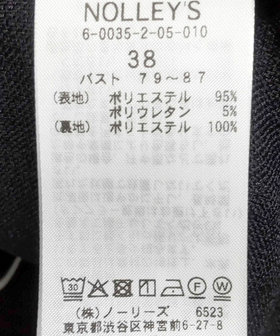 NOLLEY'S
6-0035-2-05-010
38
バスト 79~87
(表地) ポリエステル 95%
ポリウレタン 5%
(裏地) ポリエステル 100%
30
F
W
(株)ノーリーズ 6523
東京都渋谷区神宮前6-27-8